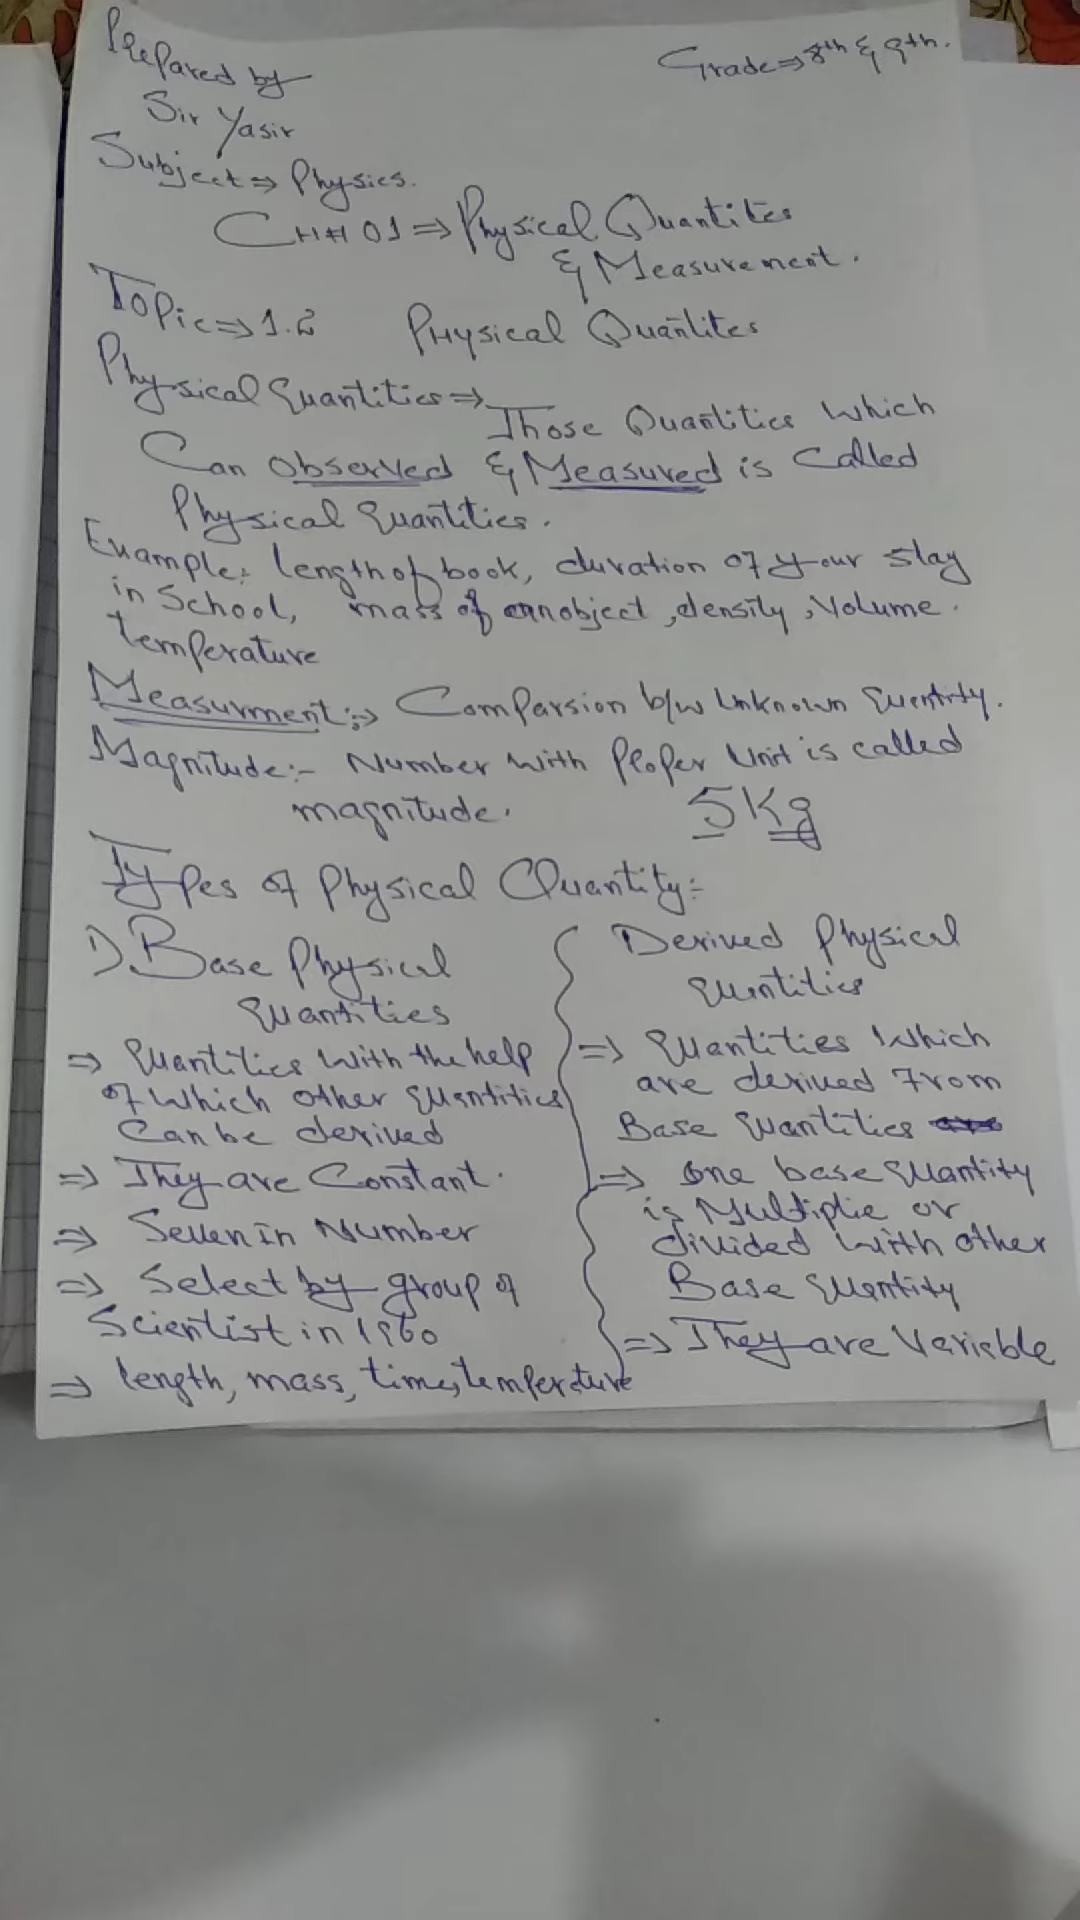 Prepared by
Grade⇒8th & 9th.
Sir Yasir
Subject⇒ Physics.
CHH 01⇒Physical Quantites
& Measurement.
Topic⇒1.2 Physical Quantites
Physical Quantities⇒
Those Quantities which
Can Observed & Measured is Called
Physical Quantities.
Example: length of book, duration of your stay
in School, mass of ann object, density, Volume.
temperature
Measurment:⇒ Comparsion b/w Unknown Quentity.
Magnitude:- Number with Proper Unit is called
magnitude. 5Kg
Types of Physical Quantity:-
1) Base Physical
Quantities
⇒ Quantities with the help
of which other Quantities
Can be derived
⇒ They are Constant.
⇒ Seven in Number
⇒ Select by group of
Scientist in 1960
⇒ length, mass, time, temperature
Derived Physical
Quantities
⇒ Quantities which
are derived from
Base Quantities
⇒ one base Quantity
is Multiplie or
divided with other
Base Quantity
⇒ They are Variable